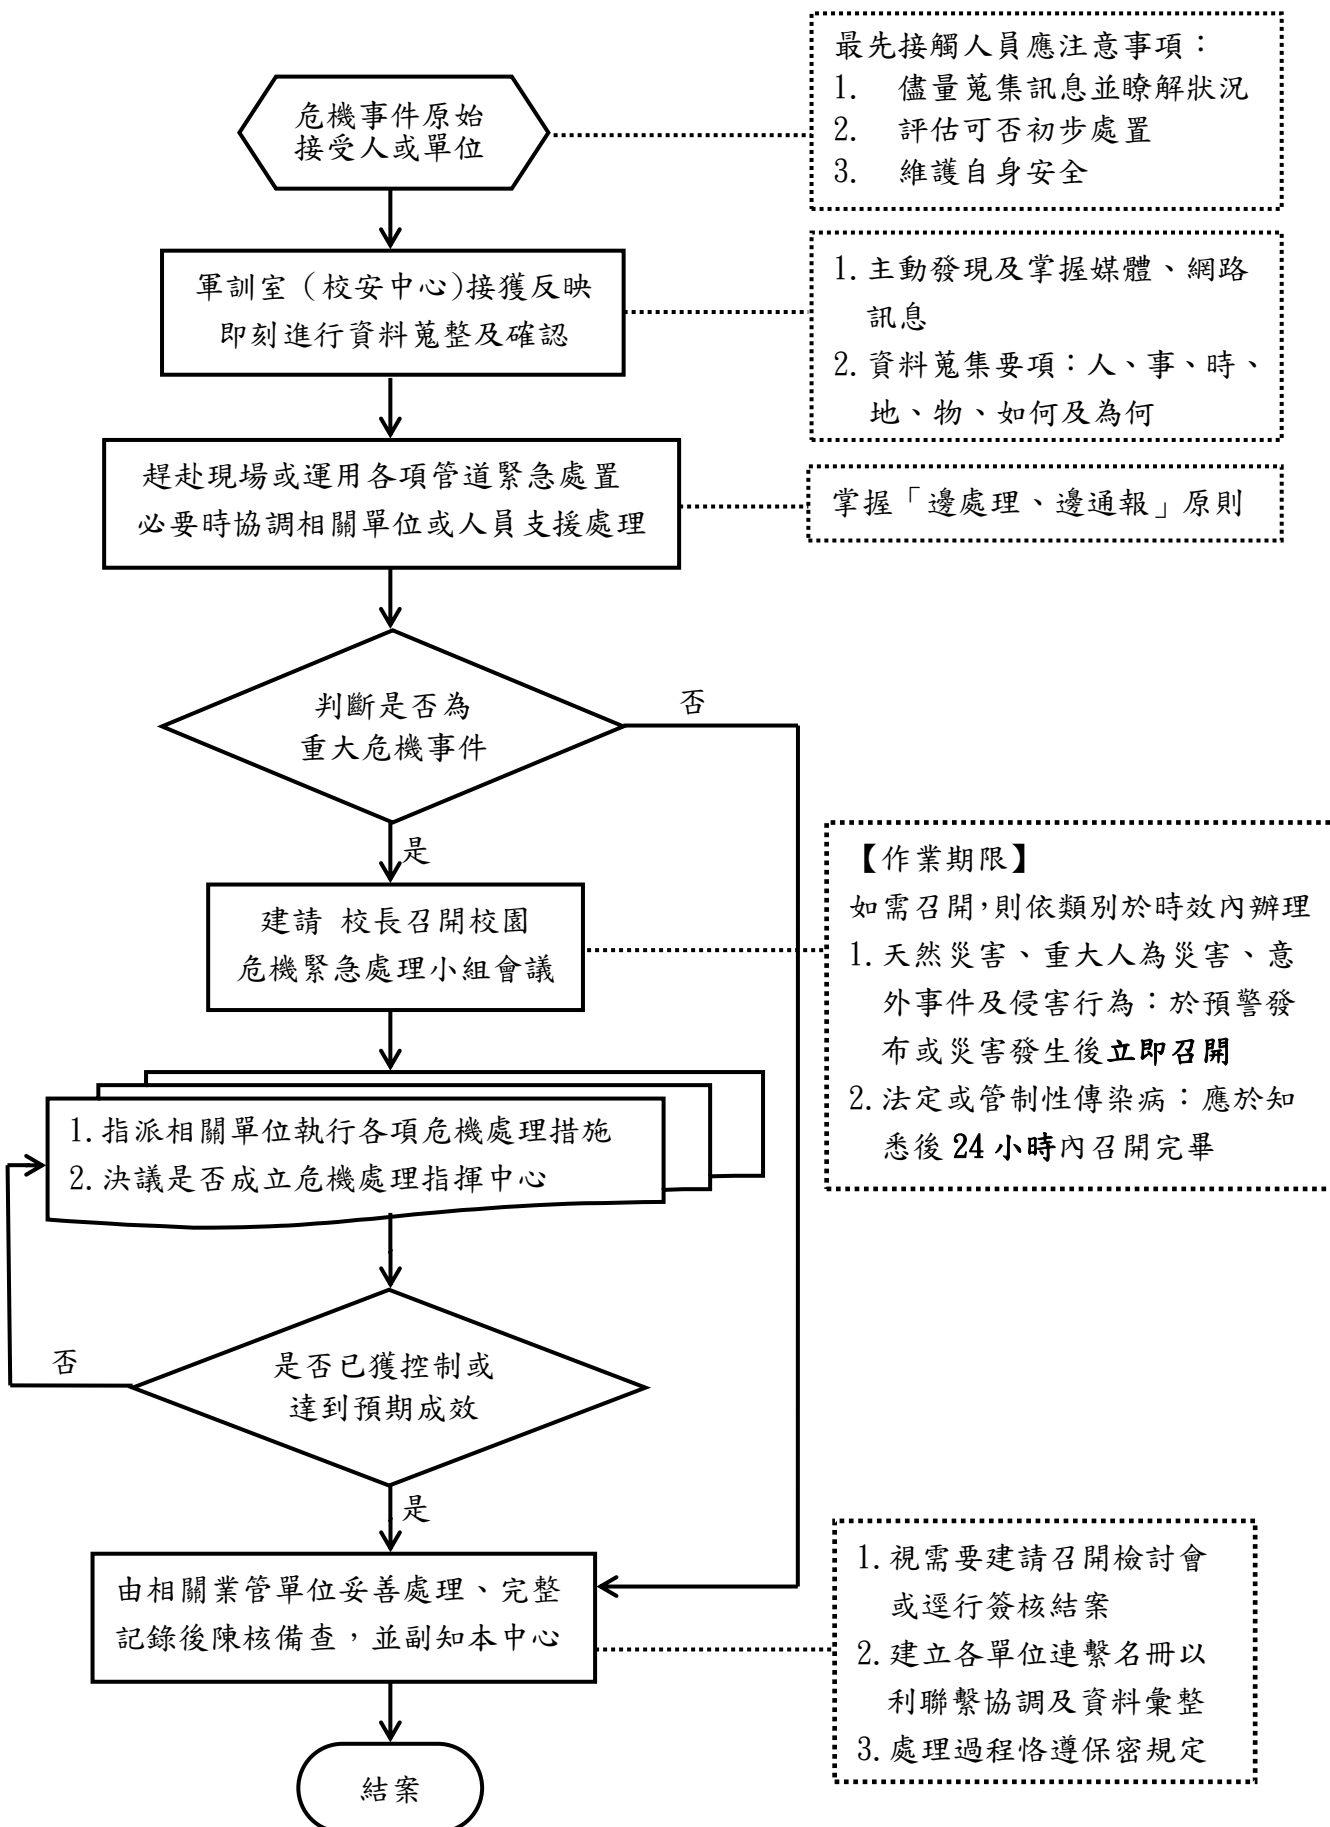 危機事件原始
接受人或單位
最先接觸人員應注意事項：
1. 儘量蒐集訊息並瞭解狀況
2. 評估可否初步處置
3. 維護自身安全
軍訓室（校安中心)接獲反映
即刻進行資料蒐整及確認
1.主動發現及掌握媒體、網路
訊息
2.資料蒐集要項：人、事、時、
地、物、如何及為何
趕赴現場或運用各項管道緊急處置
必要時協調相關單位或人員支援處理
掌握「邊處理、邊通報」原則
判斷是否為
重大危機事件
否
是
建請 校長召開校園
危機緊急處理小組會議
【作業期限】
如需召開，則依類別於時效內辦理
1.天然災害、重大人為災害、意
外事件及侵害行為：於預警發
布或災害發生後立即召開
2.法定或管制性傳染病：應於知
悉後 24 小時內召開完畢
1.指派相關單位執行各項危機處理措施
2.決議是否成立危機處理指揮中心
是否已獲控制或
達到預期成效
否
是
由相關業管單位妥善處理、完整
記錄後陳核備查，並副知本中心
1.視需要建請召開檢討會
或逕行簽核結案
2.建立各單位連繫名冊以
利聯繫協調及資料彙整
3.處理過程恪遵保密規定
結案